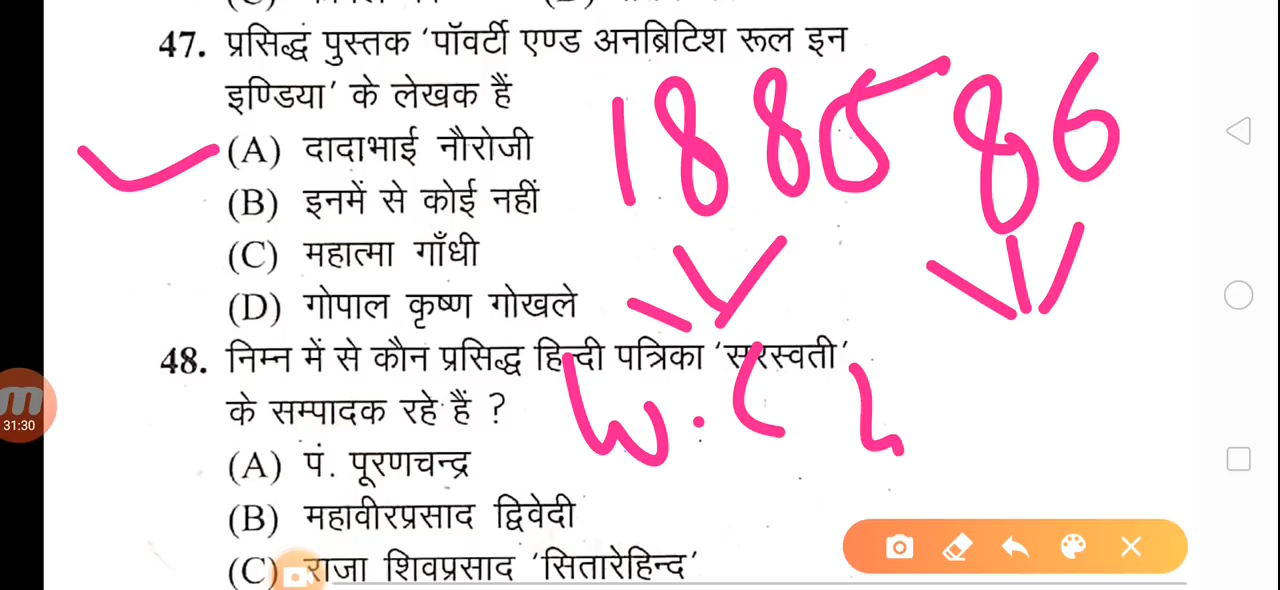 47. प्रसिद्धं पुस्तक 'पॉवर्टी एण्ड अनब्रिटिश रूल इन
इण्डिया' के लेखक हैं
(A) दादाभाई नौरोजी
(B) इनमें से कोई नहीं
(C) महात्मा गाँधी
(D) गोपाल कृष्ण गोखले
1885 86
48. निम्न में से कौन प्रसिद्ध हिन्दी पत्रिका 'सरस्वती'
के सम्पादक रहे हैं ?
W.C
(A) पं. पूरणचन्द्र
(B) महावीरप्रसाद द्विवेदी
(C) राजा शिवप्रसाद 'सितारेहिन्द'
31:30